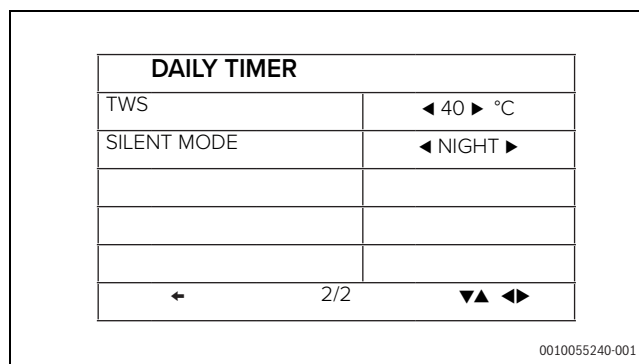 DAILY TIMER
TWS ◄ 40 ► °C
SILENT MODE ◄ NIGHT ►
← 2/2 ▼▲ ◄►
0010055240-001